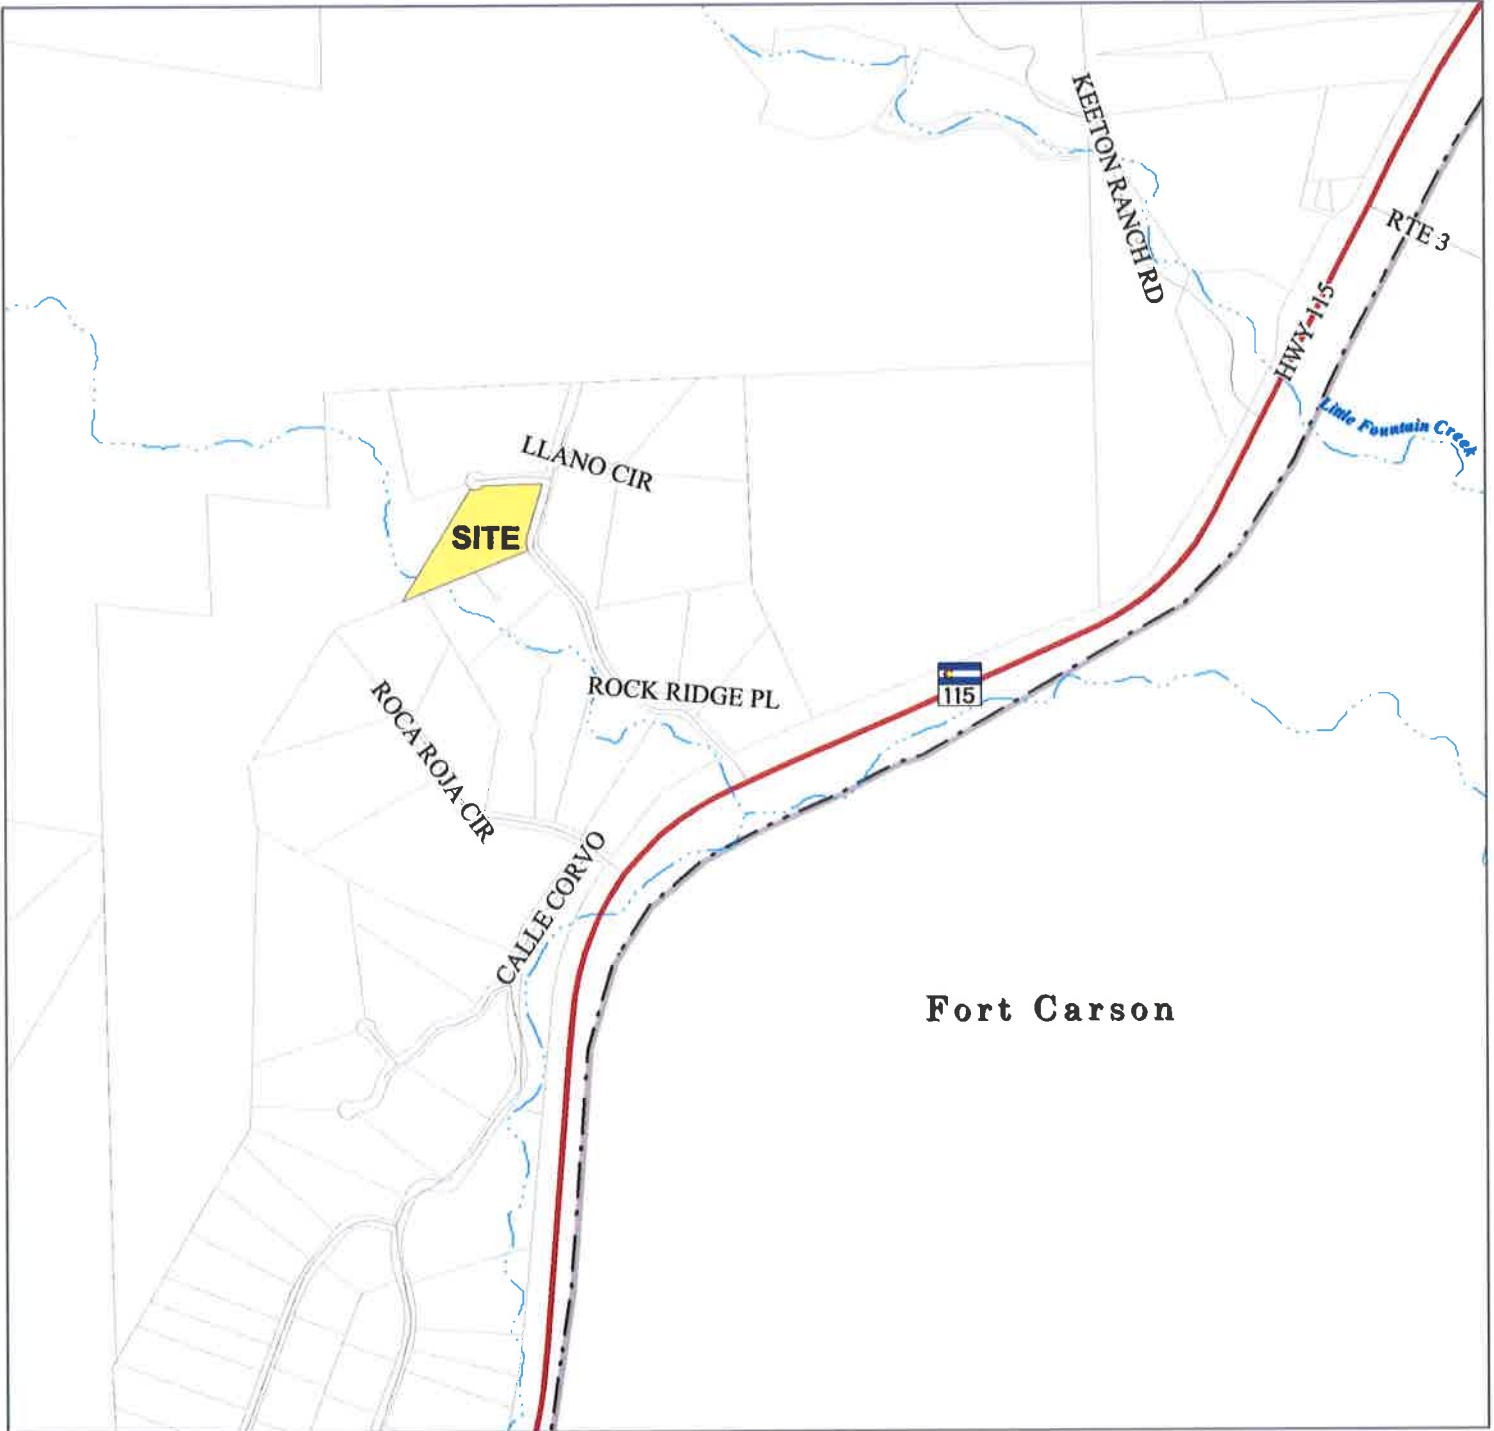 KEETON RANCH RD
RTE 3
HWY 115
Little Fountain Creek
LLANO CIR
SITE
ROCK RIDGE PL
115
ROCA ROJA CIR
CALLE CORVO
Fort Carson